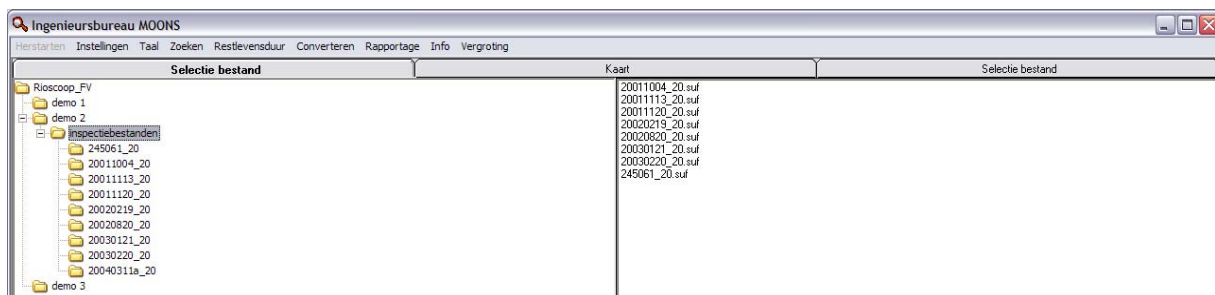 Ingenieursbureau MOONS
Herstarten Instellingen Taal Zoeken Restlevensduur Converteren Rapportage Info Vergroting
Selectie bestand Kaart Selectie bestand
Rioscoop_FV
demo 1
demo 2
inspectiebestanden
245061_20
20011004_20
20011113_20
20011120_20
20020219_20
20020820_20
20030121_20
20030220_20
20040311a_20
demo 3
20011004_20.suf
20011113_20.suf
20011120_20.suf
20020219_20.suf
20020820_20.suf
20030121_20.suf
20030220_20.suf
245061_20.suf